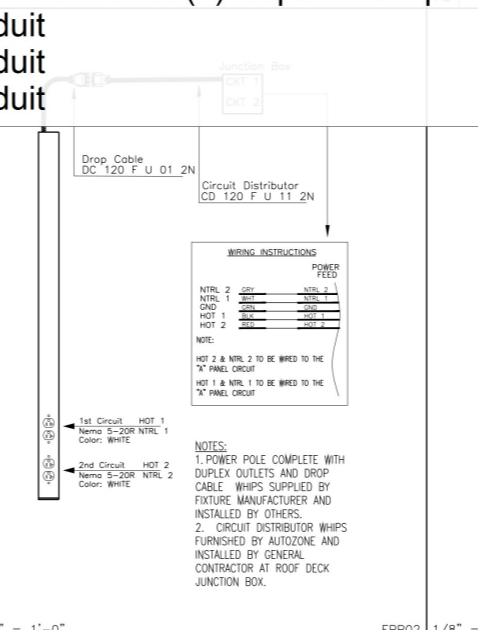 duit
duit
duit
Junction Box
CKT 1
CKT 2
Drop Cable
DC 120 F U 01 2N
Circuit Distributor
CD 120 F U 11 2N
WIRING INSTRUCTIONS
POWER
FEED
NTRL 2 GRY NTRL 2
NTRL 1 WHT NTRL 1
GND GRN GND
HOT 1 BLK HOT 1
HOT 2 RED HOT 2
NOTE:
HOT 2 & NTRL 2 TO BE WIRED TO THE
"A" PANEL CIRCUIT
HOT 1 & NTRL 1 TO BE WIRED TO THE
"A" PANEL CIRCUIT
1st Circuit HOT 1
Nema 5-20R NTRL 1
Color: WHITE
2nd Circuit HOT 2
Nema 5-20R NTRL 2
Color: WHITE
NOTES:
1. POWER POLE COMPLETE WITH
DUPLEX OUTLETS AND DROP
CABLE WHIPS SUPPLIED BY
FIXTURE MANUFACTURER AND
INSTALLED BY OTHERS.
2. CIRCUIT DISTRIBUTOR WHIPS
FURNISHED BY AUTOZONE AND
INSTALLED BY GENERAL
CONTRACTOR AT ROOF DECK
JUNCTION BOX.
" = 1'-0"
1/8" =